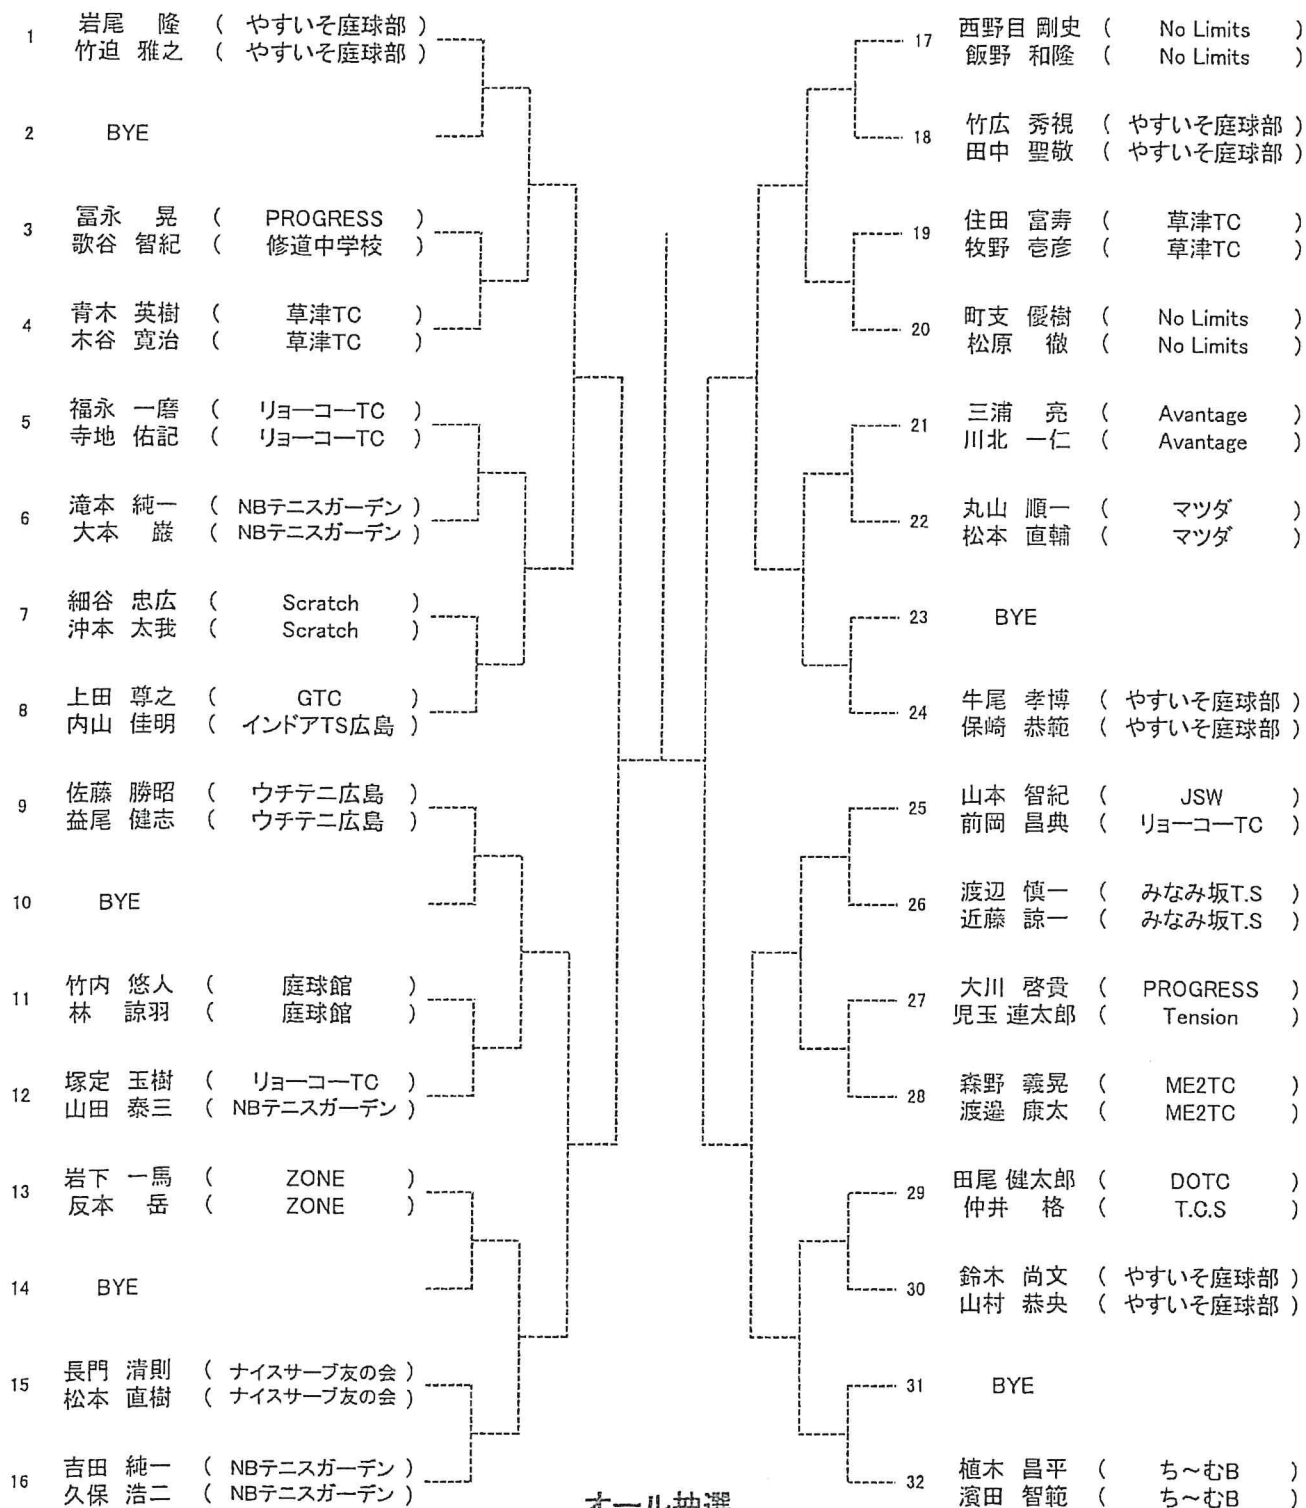 1 岩尾 隆 ( やすいそ庭球部 )
竹迫 雅之 ( やすいそ庭球部 )
2 BYE
3 冨永 晃 ( PROGRESS )
歌谷 智紀 ( 修道中学校 )
4 青木 英樹 ( 草津TC )
木谷 寛治 ( 草津TC )
5 福永 一磨 ( リョーコーTC )
寺地 佑記 ( リョーコーTC )
6 滝本 純一 ( NBテニスガーデン )
大本 巌 ( NBテニスガーデン )
7 細谷 忠広 ( Scratch )
沖本 太我 ( Scratch )
8 上田 尊之 ( GTC )
内山 佳明 ( インドアTS広島 )
9 佐藤 勝昭 ( ウチテニ広島 )
益尾 健志 ( ウチテニ広島 )
10 BYE
11 竹内 悠人 ( 庭球館 )
林 諒羽 ( 庭球館 )
12 塚定 玉樹 ( リョーコーTC )
山田 泰三 ( NBテニスガーデン )
13 岩下 一馬 ( ZONE )
反本 岳 ( ZONE )
14 BYE
15 長門 清則 ( ナイスサーブ友の会 )
松本 直樹 ( ナイスサーブ友の会 )
16 吉田 純一 ( NBテニスガーデン )
久保 浩二 ( NBテニスガーデン )
17 西野目 剛史 ( No Limits )
飯野 和隆 ( No Limits )
18 竹広 秀視 ( やすいそ庭球部 )
田中 聖敬 ( やすいそ庭球部 )
19 住田 富寿 ( 草津TC )
牧野 壱彦 ( 草津TC )
20 町支 優樹 ( No Limits )
松原 徹 ( No Limits )
21 三浦 亮 ( Avantage )
川北 一仁 ( Avantage )
22 丸山 順一 ( マツダ )
松本 直輔 ( マツダ )
23 BYE
24 牛尾 孝博 ( やすいそ庭球部 )
保崎 恭範 ( やすいそ庭球部 )
25 山本 智紀 ( JSW )
前岡 昌典 ( リョーコーTC )
26 渡辺 慎一 ( みなみ坂T.S )
近藤 諒一 ( みなみ坂T.S )
27 大川 啓貴 ( PROGRESS )
児玉 連太郎 ( Tension )
28 森野 義晃 ( ME2TC )
渡邉 康太 ( ME2TC )
29 田尾 健太郎 ( DOTC )
仲井 格 ( T.C.S )
30 鈴木 尚文 ( やすいそ庭球部 )
山村 恭央 ( やすいそ庭球部 )
31 BYE
32 植木 昌平 ( ち～むB )
濱田 智範 ( ち～むB )
オール抽選